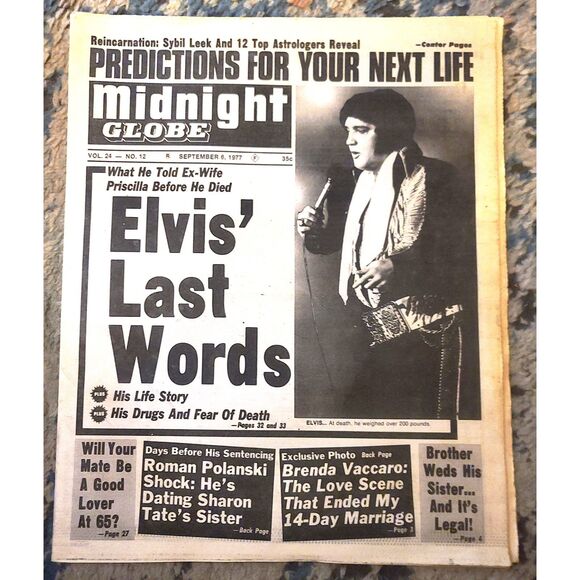 Reincarnation: Sybil Leek And 12 Top Astrologers Reveal —Center Pages
PREDICTIONS FOR YOUR NEXT LIFE
Midnight
GLOBE
VOL. 24 — NO. 12 R SEPTEMBER 6, 1977 35c
What He Told Ex-Wife
Priscilla Before He Died
Elvis'
Last
Words
PLUS His Life Story
PLUS His Drugs And Fear Of Death
—Pages 32 and 33
ELVIS... At death, he weighed over 200 pounds.
Will Your
Mate Be
A Good
Lover
At 65?
—Page 27
Days Before His Sentencing
Roman Polanski
Shock: He's
Dating Sharon
Tate's Sister
—Back Page
Exclusive Photo Back Page
Brenda Vaccaro:
The Love Scene
That Ended My
14-Day Marriage
—Page 3
Brother
Weds His
Sister...
And It's
Legal!
—Page 4